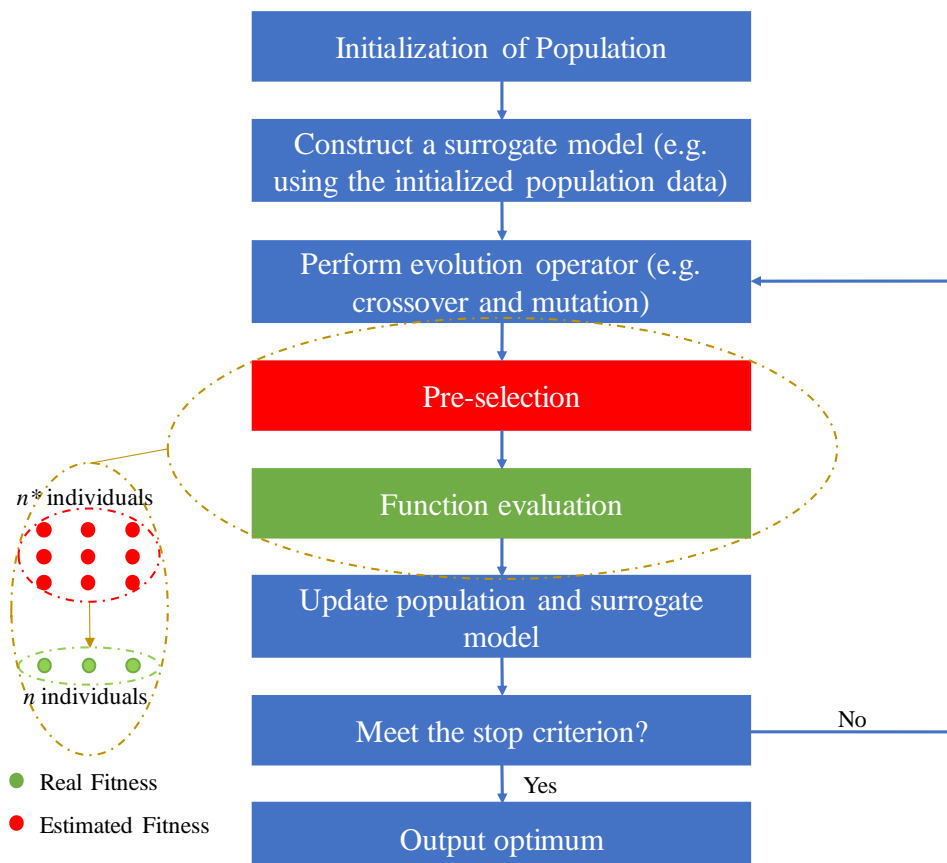 Initialization of Population
Construct a surrogate model (e.g.
using the initialized population data)
Perform evolution operator (e.g.
crossover and mutation)
Pre-selection
Function evaluation
n* individuals
n individuals
Update population and surrogate
model
Meet the stop criterion?
No
Yes
Output optimum
Real Fitness
Estimated Fitness